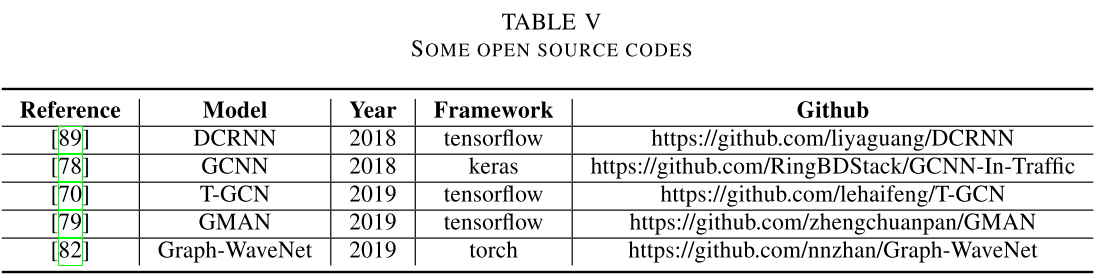 TABLE V
SOME OPEN SOURCE CODES
Reference Model Year Framework Github
[89] DCRNN 2018 tensorflow https://github.com/liyaguang/DCRNN
[78] GCNN 2018 keras https://github.com/RingBDStack/GCNN-In-Traffic
[70] T-GCN 2019 tensorflow https://github.com/lehaifeng/T-GCN
[79] GMAN 2019 tensorflow https://github.com/zhengchuanpan/GMAN
[82] Graph-WaveNet 2019 torch https://github.com/nnzhan/Graph-WaveNet